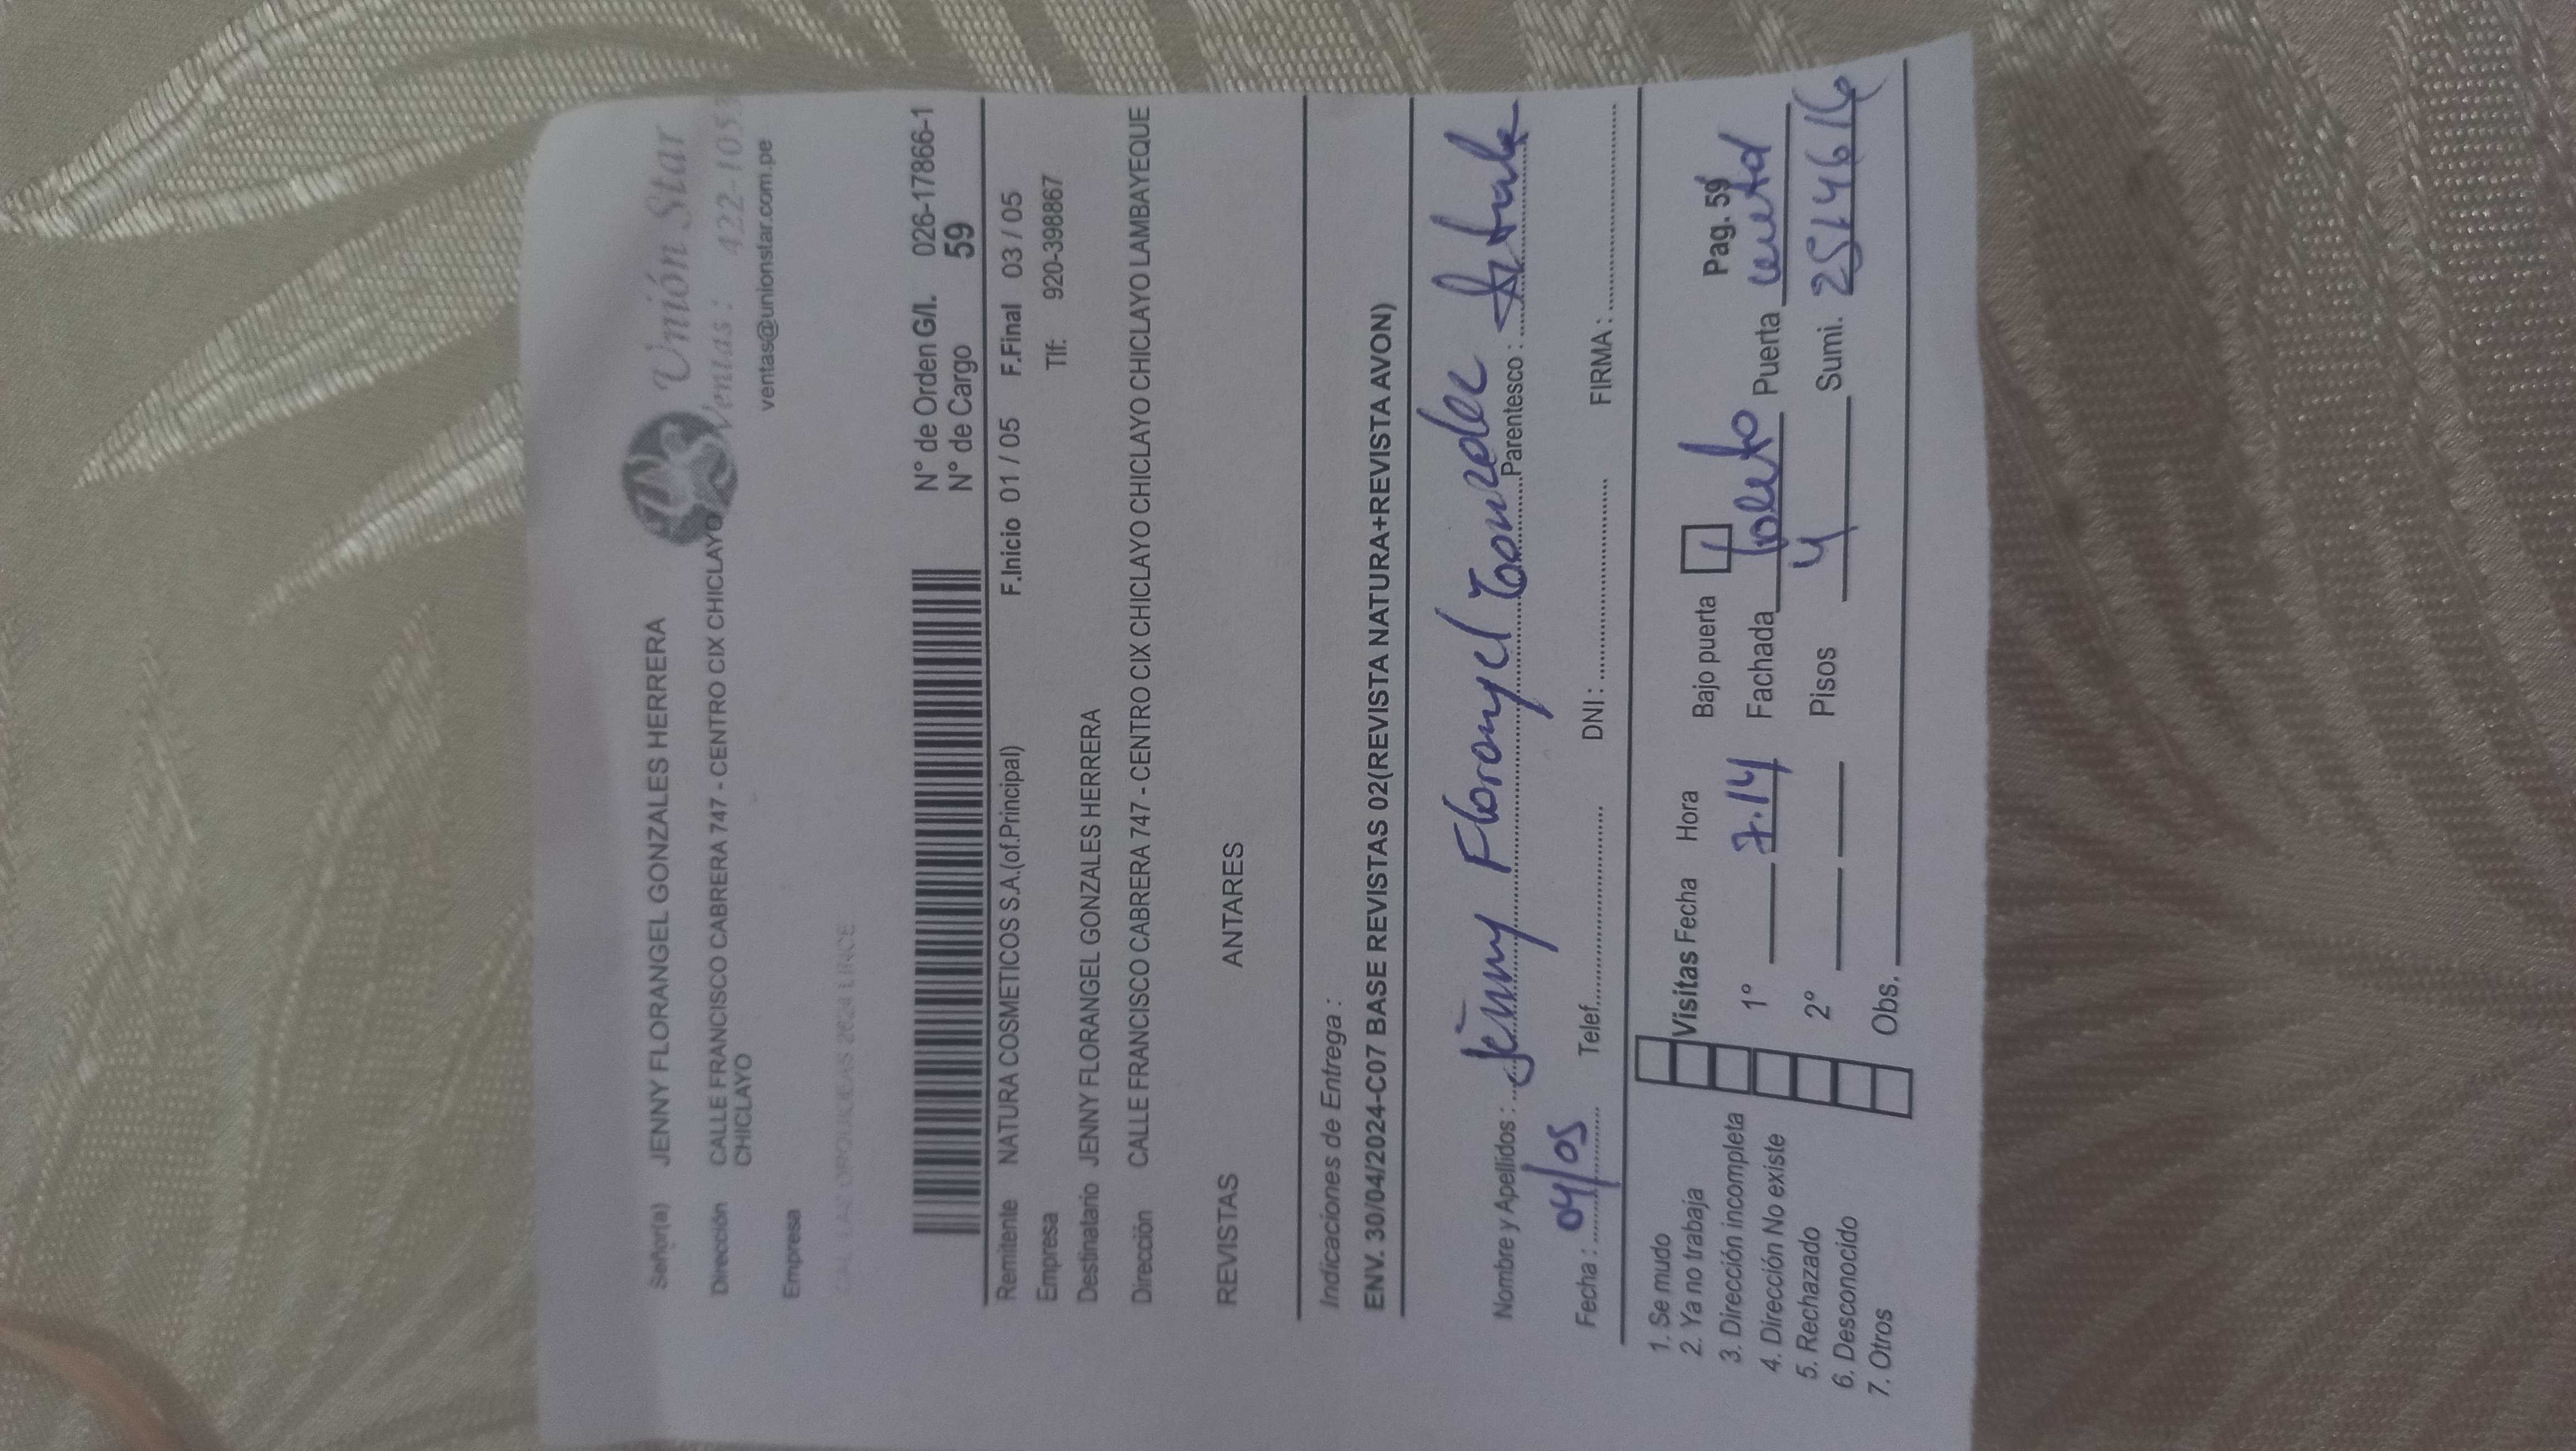 Unión Star
Ventas : 422-105
ventas@unionstar.com.pe
Señor(a) JENNY FLORANGEL GONZALES HERRERA
Dirección CALLE FRANCISCO CABRERA 747 - CENTRO CIX CHICLAYO
CHICLAYO
Empresa
CAL. LAS ORQUIDEAS 2624 LINCE
N° de Orden G/I. 026-17866-1
N° de Cargo 59
F.Inicio 01 / 05 F.Final 03 / 05
Remitente NATURA COSMETICOS S.A.(of.Principal)
Empresa Tlf: 920-398867
Destinatario JENNY FLORANGEL GONZALES HERRERA
Dirección CALLE FRANCISCO CABRERA 747 - CENTRO CIX CHICLAYO CHICLAYO CHICLAYO LAMBAYEQUE
REVISTAS ANTARES
Indicaciones de Entrega :
ENV. 30/04/2024-C07 BASE REVISTAS 02(REVISTA NATURA+REVISTA AVON)
Nombre y Apellidos : Jenny Florangel Gonzales Parentesco : titular
Fecha : 04/05 Telef. DNI : FIRMA :
1. Se mudo
2. Ya no trabaja
3. Dirección incompleta
4. Dirección No existe
5. Rechazado
6. Desconocido
7. Otros
Visitas Fecha Hora Bajo puerta Pag. 59
1° 7.14 Fachada Puerta
2° Pisos 4 Sumi.
Obs.